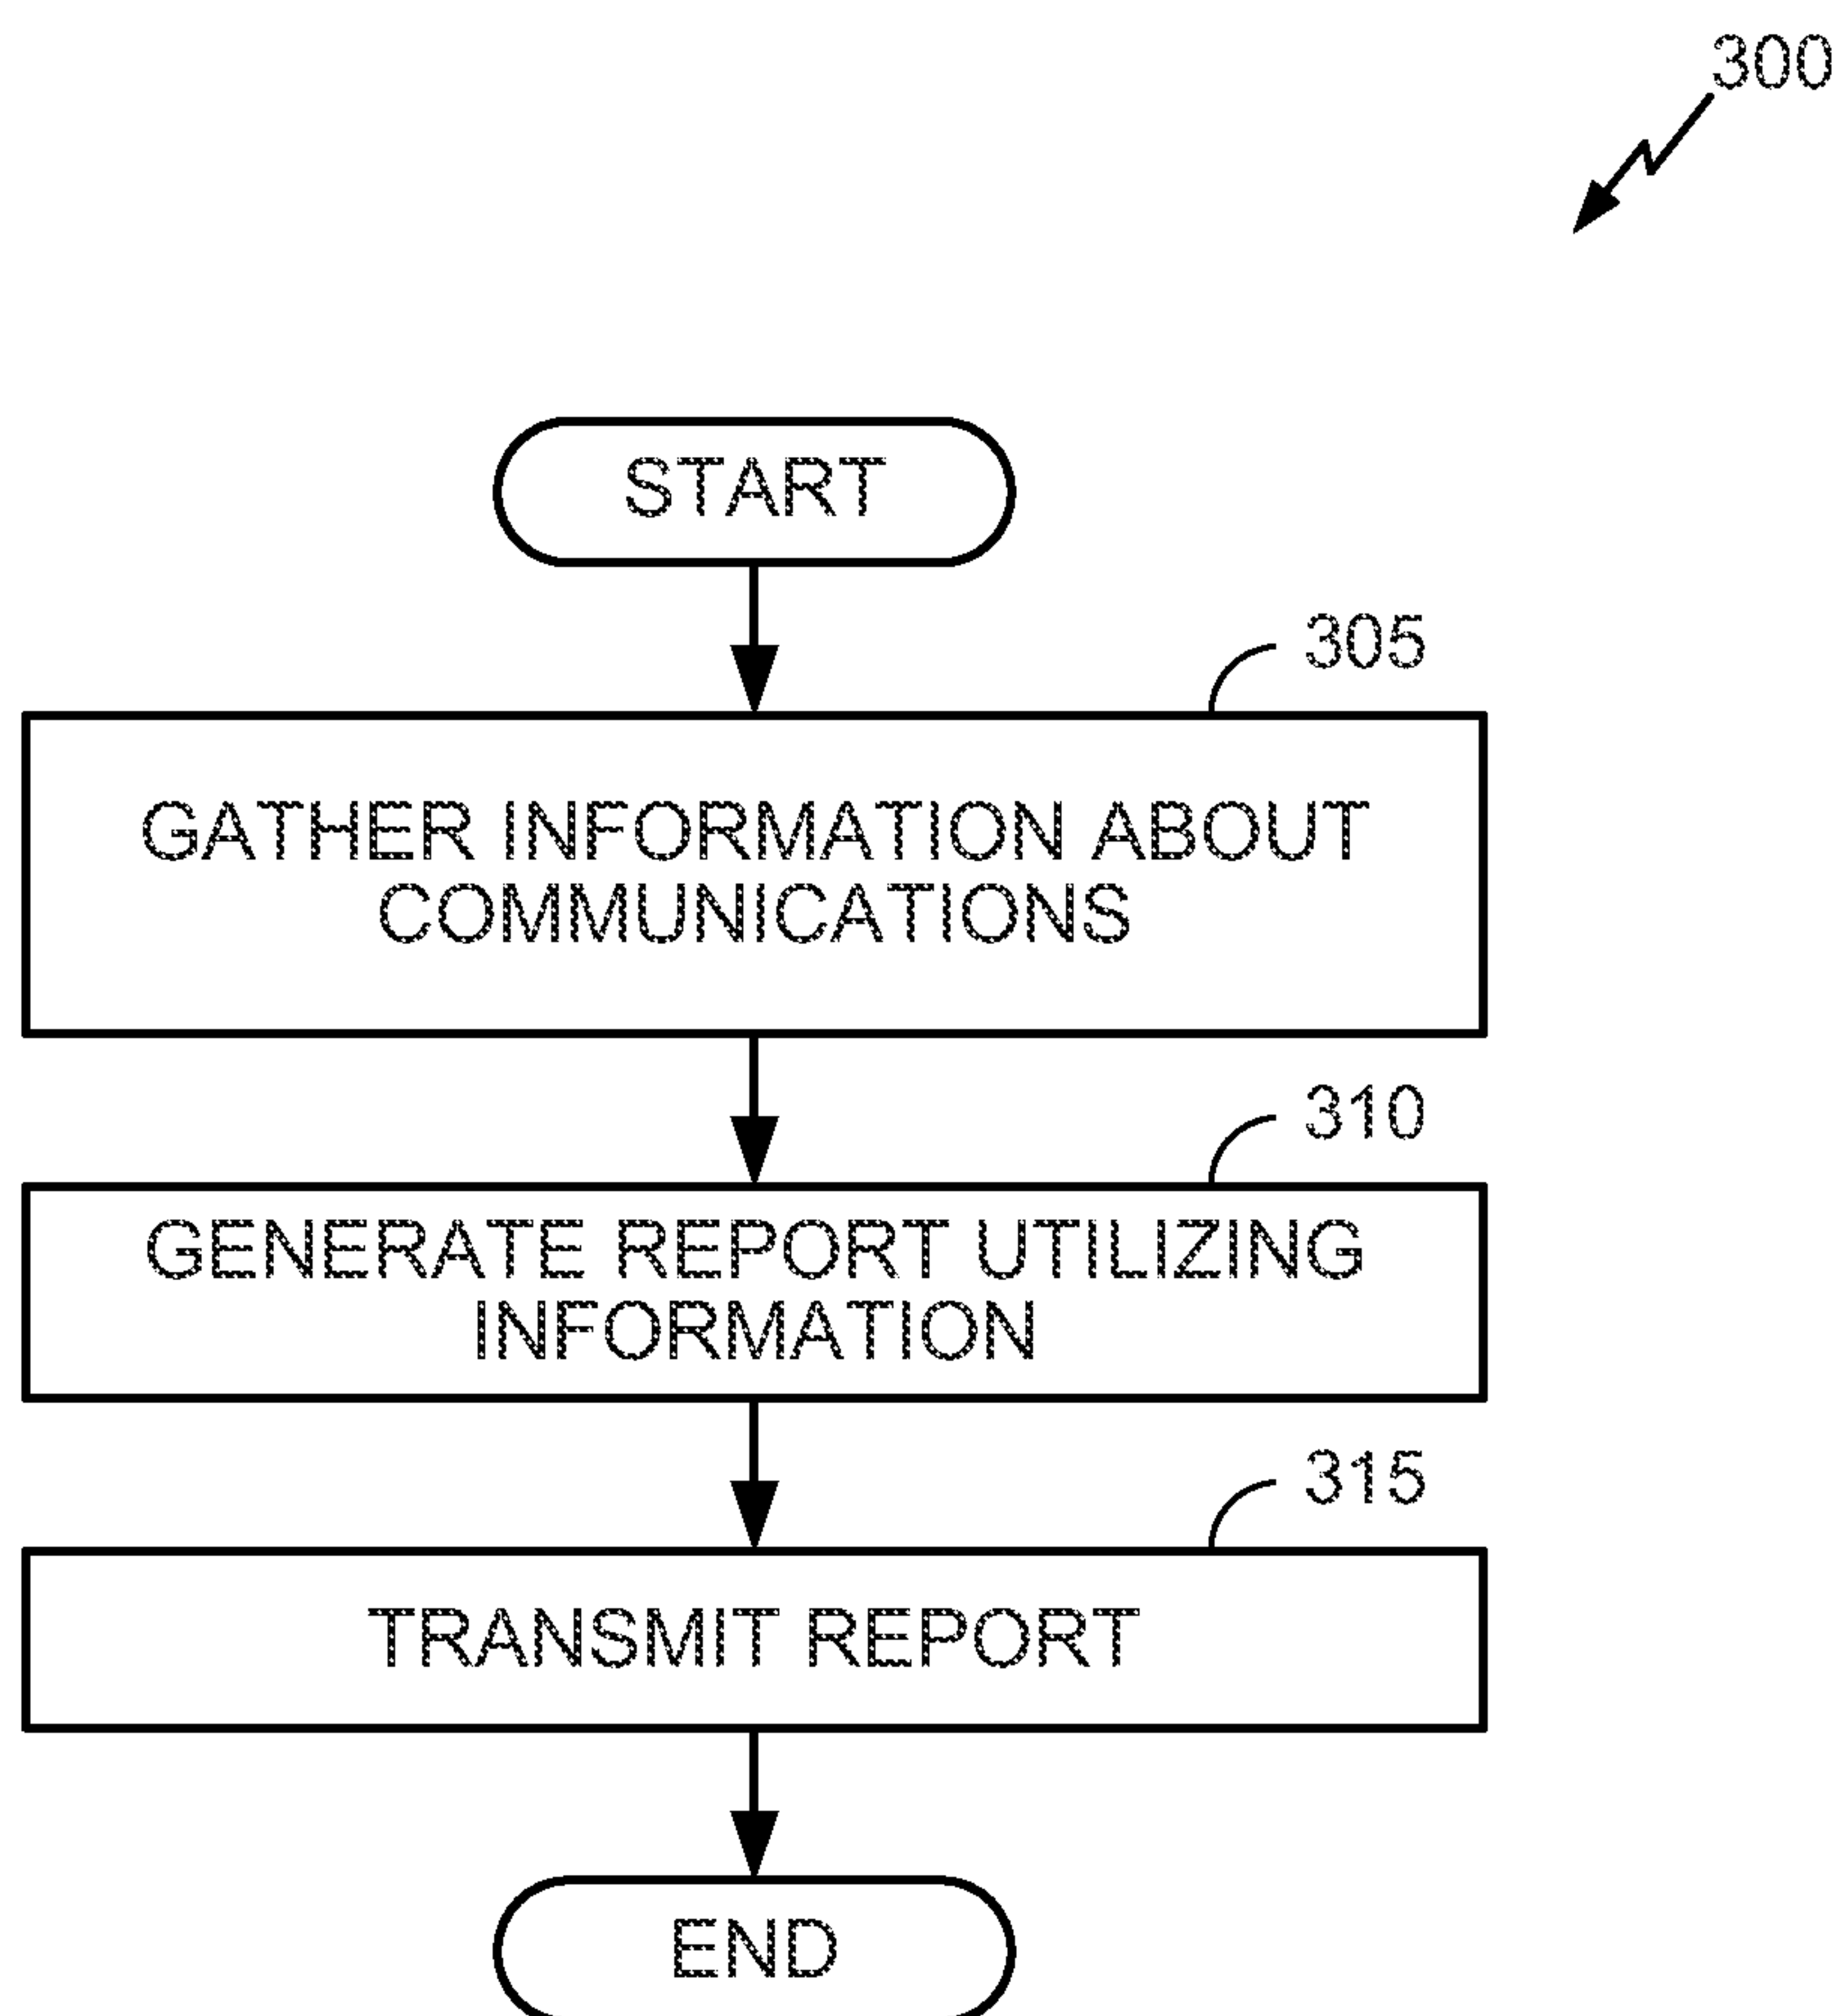 300
START
305
GATHER INFORMATION ABOUT
COMMUNICATIONS
310
GENERATE REPORT UTILIZING
INFORMATION
315
TRANSMIT REPORT
END